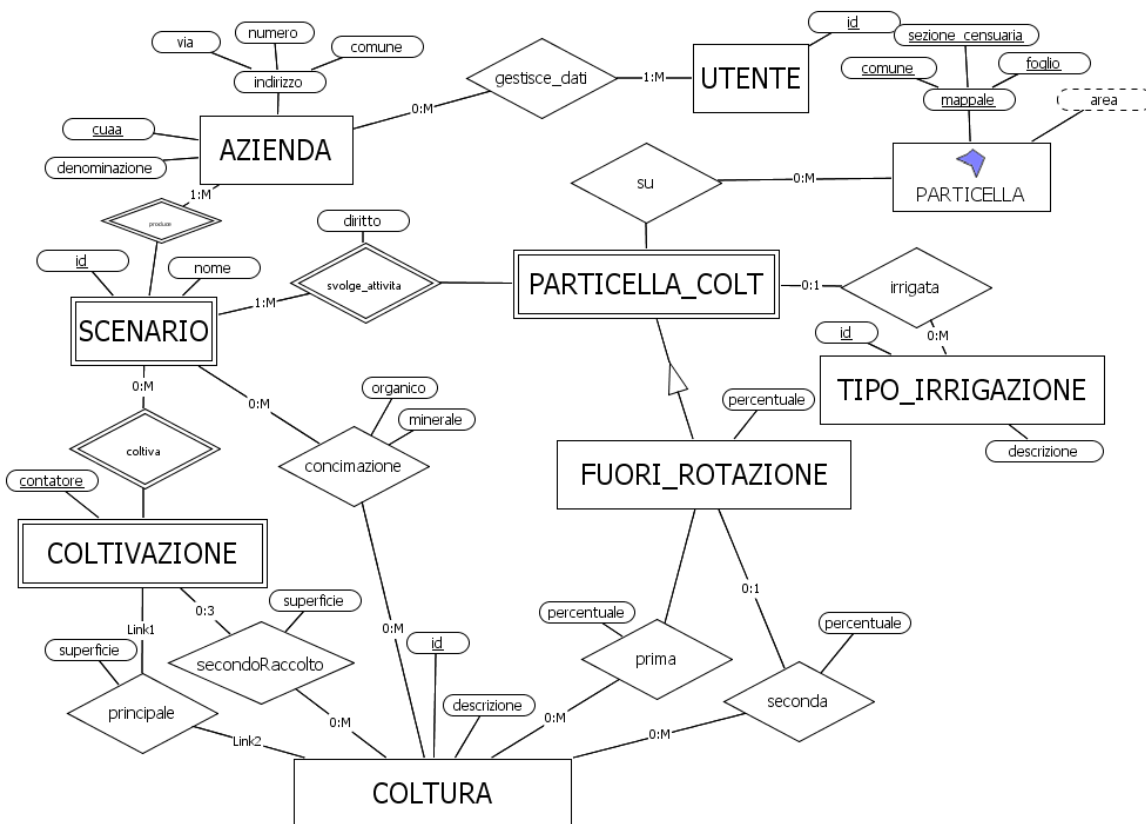 numero
via
comune
indirizzo
id
sezione_censuaria
gestisce_dati
1:M
UTENTE
comune
foglio
mappale
area
0:M
cuaa
AZIENDA
denominazione
su
0:M
PARTICELLA
1:M
produce
diritto
id
nome
svolge_attivita
1:M
PARTICELLA_COLT
0:1
irrigata
SCENARIO
id
0:M
0:M
0:M
organico
percentuale
TIPO_IRRIGAZIONE
minerale
coltiva
concimazione
descrizione
contatore
FUORI_ROTAZIONE
COLTIVAZIONE
0:3
superficie
0:1
Link1
percentuale
percentuale
superficie
0:M
id
secondoRaccolto
prima
principale
descrizione
seconda
0:M
0:M
0:M
Link2
COLTURA